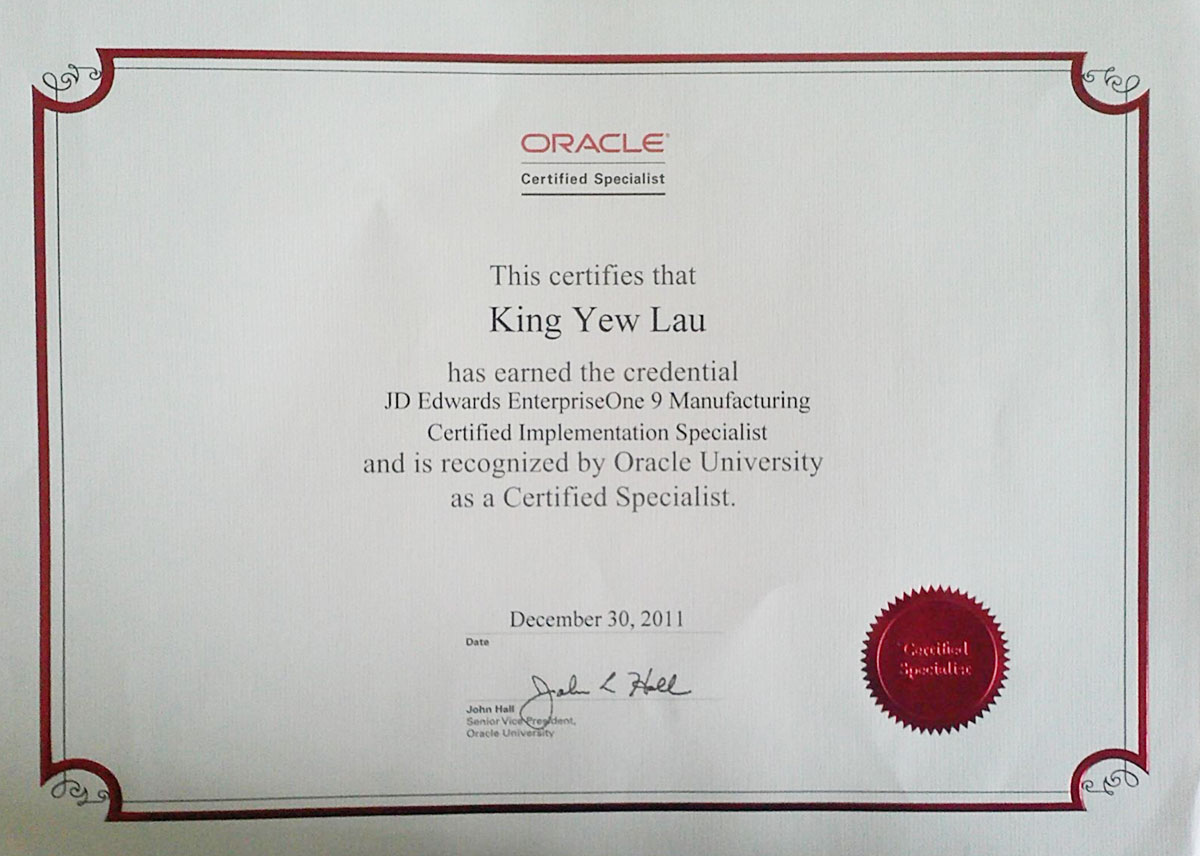 ORACLE®
Certified Specialist
This certifies that
King Yew Lau
has earned the credential
JD Edwards EnterpriseOne 9 Manufacturing
Certified Implementation Specialist
and is recognized by Oracle University
as a Certified Specialist.
December 30, 2011
Date
John L Hall
John Hall
Senior Vice President,
Oracle University
Certified
Specialist